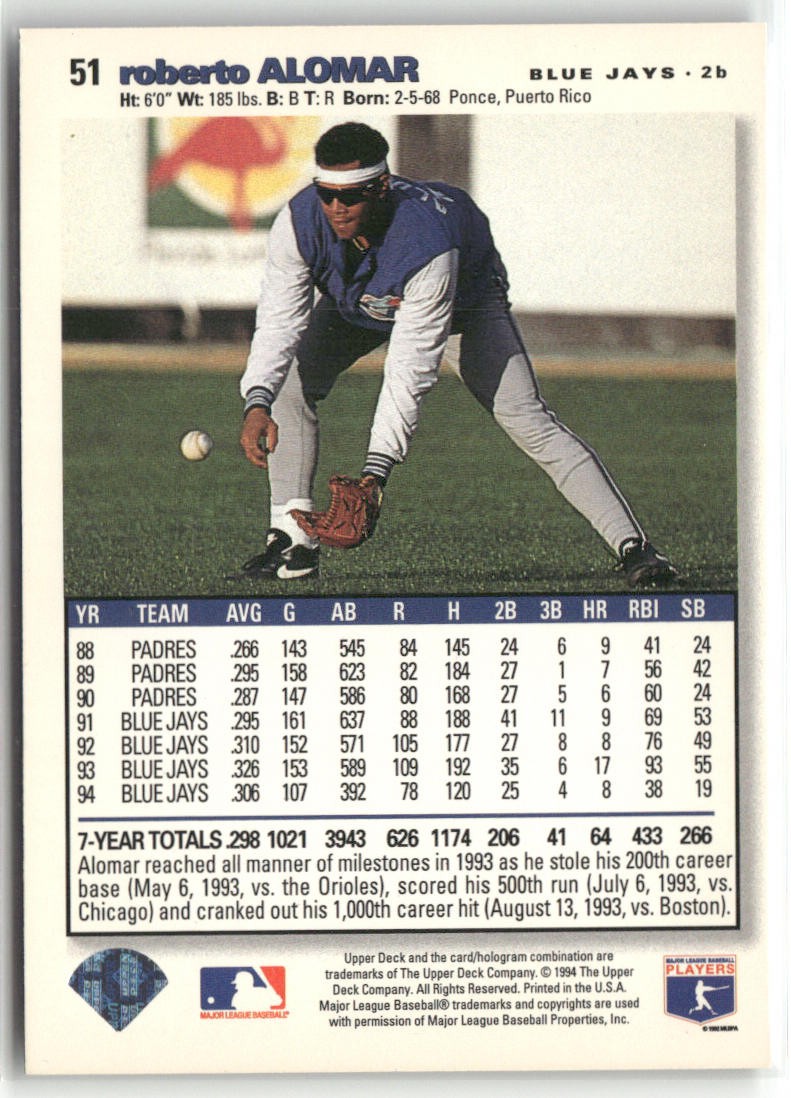 51 roberto ALOMAR
BLUE JAYS · 2b
Ht: 6'0" Wt: 185 lbs. B: B T: R Born: 2-5-68 Ponce, Puerto Rico
YR TEAM AVG G AB R H 2B 3B HR RBI SB
88 PADRES .266 143 545 84 145 24 6 9 41 24
89 PADRES .295 158 623 82 184 27 1 7 56 42
90 PADRES .287 147 586 80 168 27 5 6 60 24
91 BLUE JAYS .295 161 637 88 188 41 11 9 69 53
92 BLUE JAYS .310 152 571 105 177 27 8 8 76 49
93 BLUE JAYS .326 153 589 109 192 35 6 17 93 55
94 BLUE JAYS .306 107 392 78 120 25 4 8 38 19
7-YEAR TOTALS .298 1021 3943 626 1174 206 41 64 433 266
Alomar reached all manner of milestones in 1993 as he stole his 200th career
base (May 6, 1993, vs. the Orioles), scored his 500th run (July 6, 1993, vs.
Chicago) and cranked out his 1,000th career hit (August 13, 1993, vs. Boston).
Upper Deck and the card/hologram combination are
trademarks of The Upper Deck Company. © 1994 The Upper
Deck Company. All Rights Reserved. Printed in the U.S.A.
Major League Baseball® trademarks and copyrights are used
with permission of Major League Baseball Properties, Inc.
MAJOR LEAGUE BASEBALL®
MAJOR LEAGUE BASEBALL
PLAYERS
© 1992 MLBPA